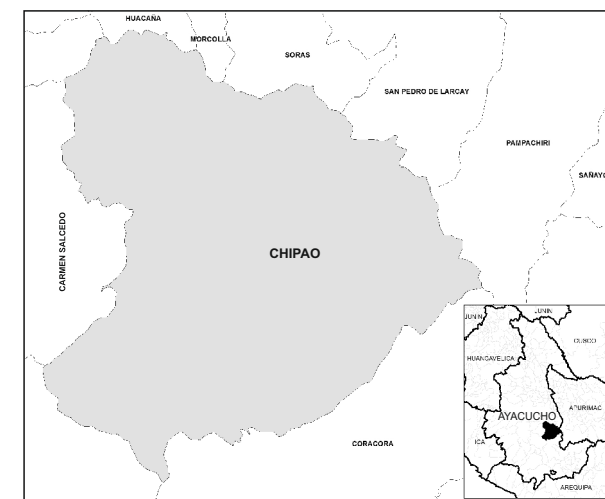 HUACAÑA
MORCOLLA
SORAS
SAN PEDRO DE LARCAY
PAMPACHIRI
SAÑAYC
CARMEN SALCEDO
CHIPAO
CORACORA
JUNIN
JUNIN
CUSCO
HUANCAVELICA
APURIMAC
AYACUCHO
ICA
AREQUIPA